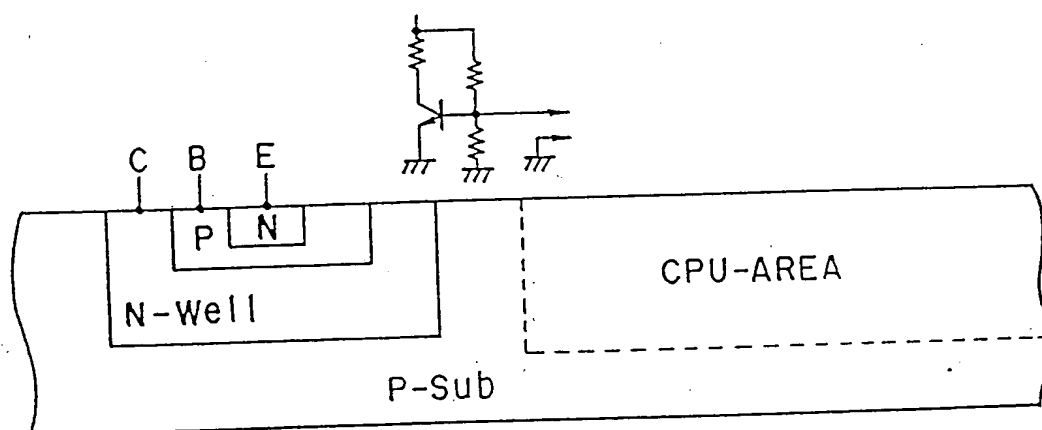 C B E
P N
N-Well
CPU-AREA
P-Sub